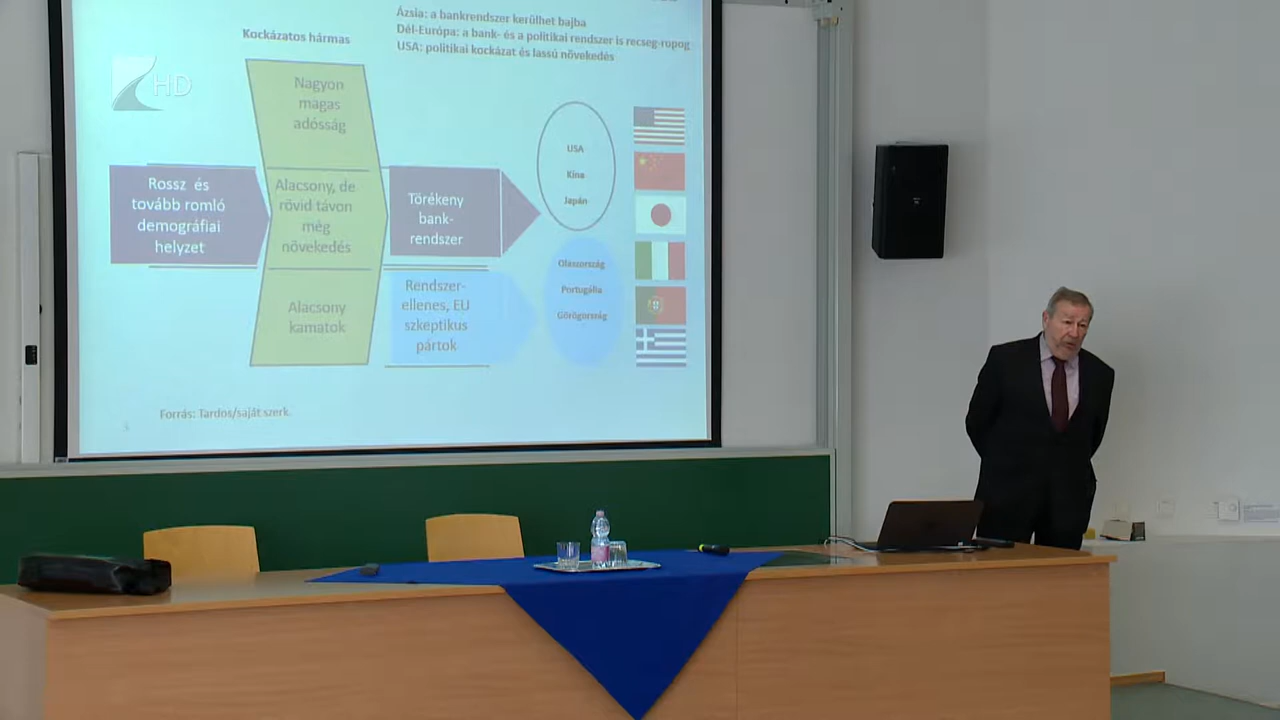 Ázsia: a bankrendszer kerülhet bajba
Dél-Európa: a bank- és a politikai rendszer is recseg-ropog
USA: politikai kockázat és lassú növekedés
Kockázatos hármas
HD
Nagyon
magas
adósság
Rossz és
tovább romló
demográfiai
helyzet
Alacsony, de
rövid távon
még
növekedés
Törékeny
bank-
rendszer
USA
Kína
Japán
Alacsony
kamatok
Rendszer-
ellenes, EU
szkeptikus
pártok
Olaszország
Portugália
Görögország
Forrás: Tardos/saját szerk.